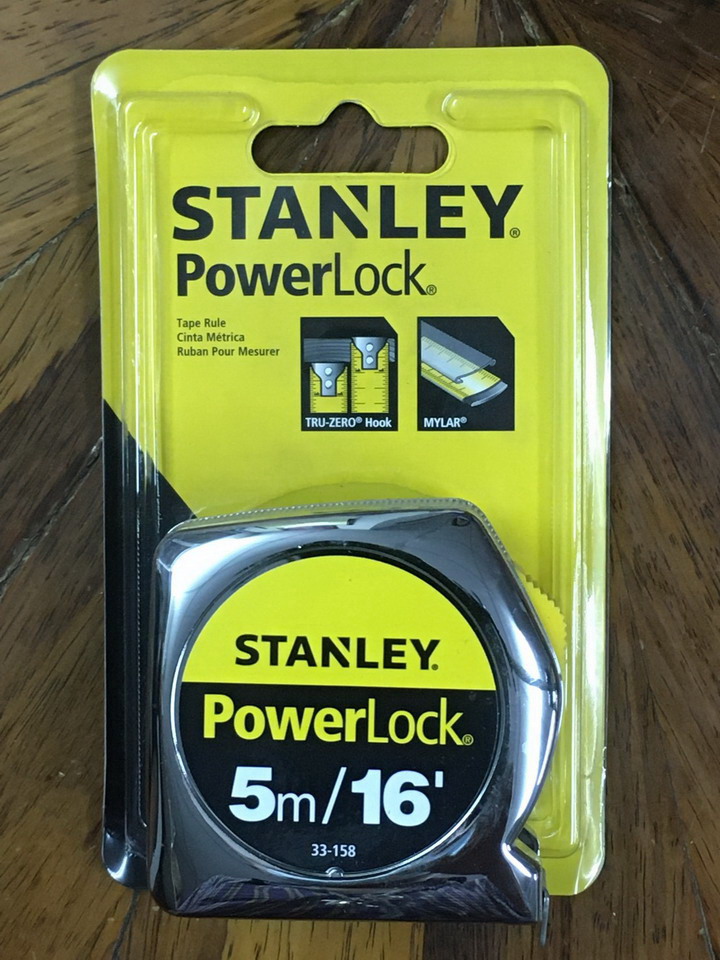 STANLEY®
PowerLock®
Tape Rule
Cinta Métrica
Ruban Pour Mesurer
TRU-ZERO® Hook
MYLAR®
STANLEY®
PowerLock®
5m/16'
33-158